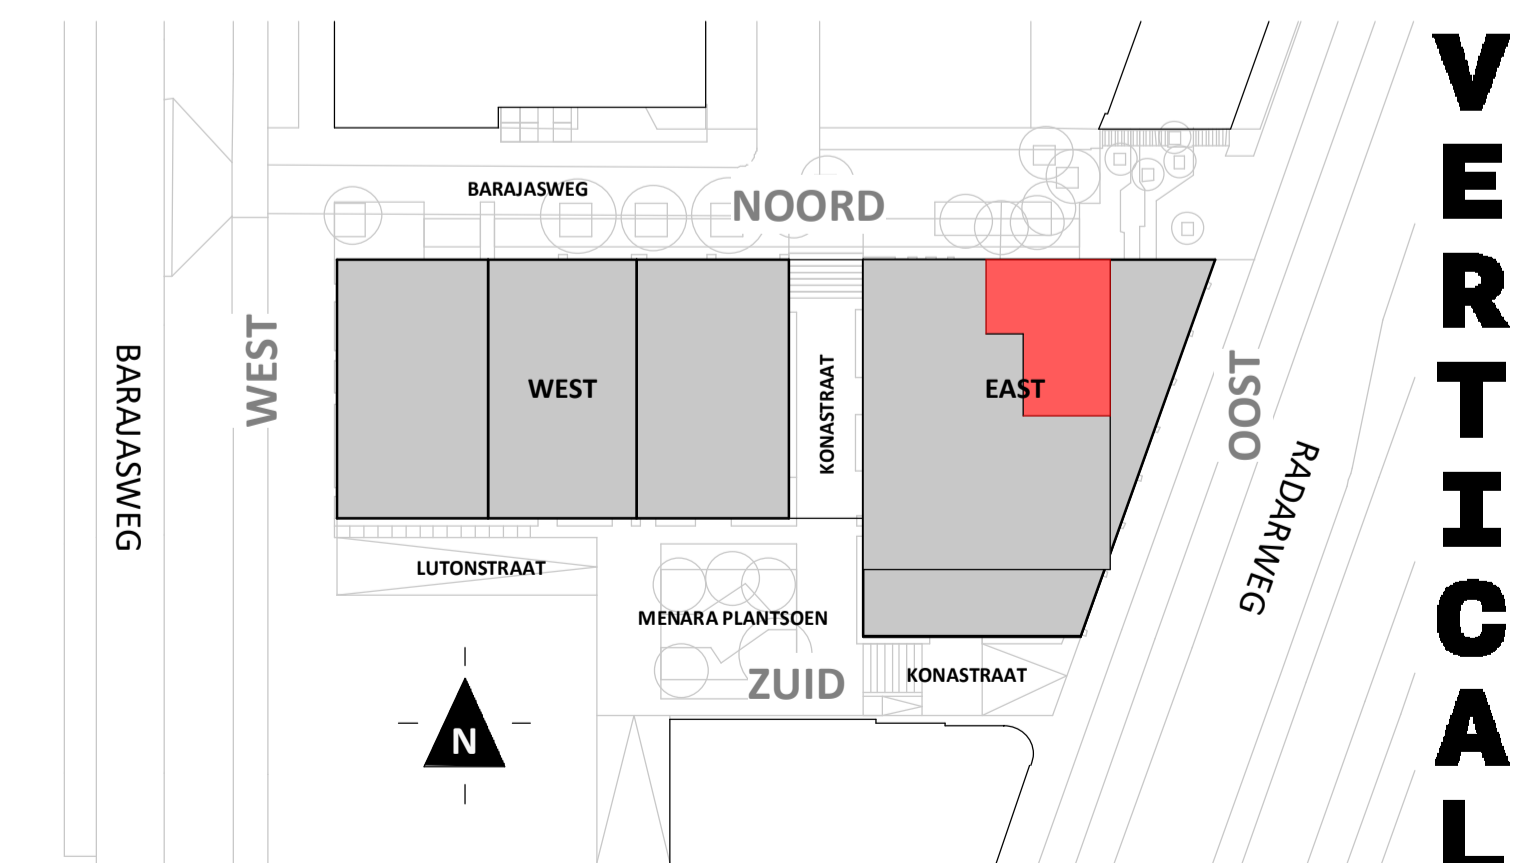 BARAJASWEG
NOORD
WEST
BARAJASWEG
WEST
KONASTRAAT
EAST
OOST
RADARWEG
LUTONSTRAAT
MENARA PLANTSOEN
ZUID
KONASTRAAT
N
VERTICAL